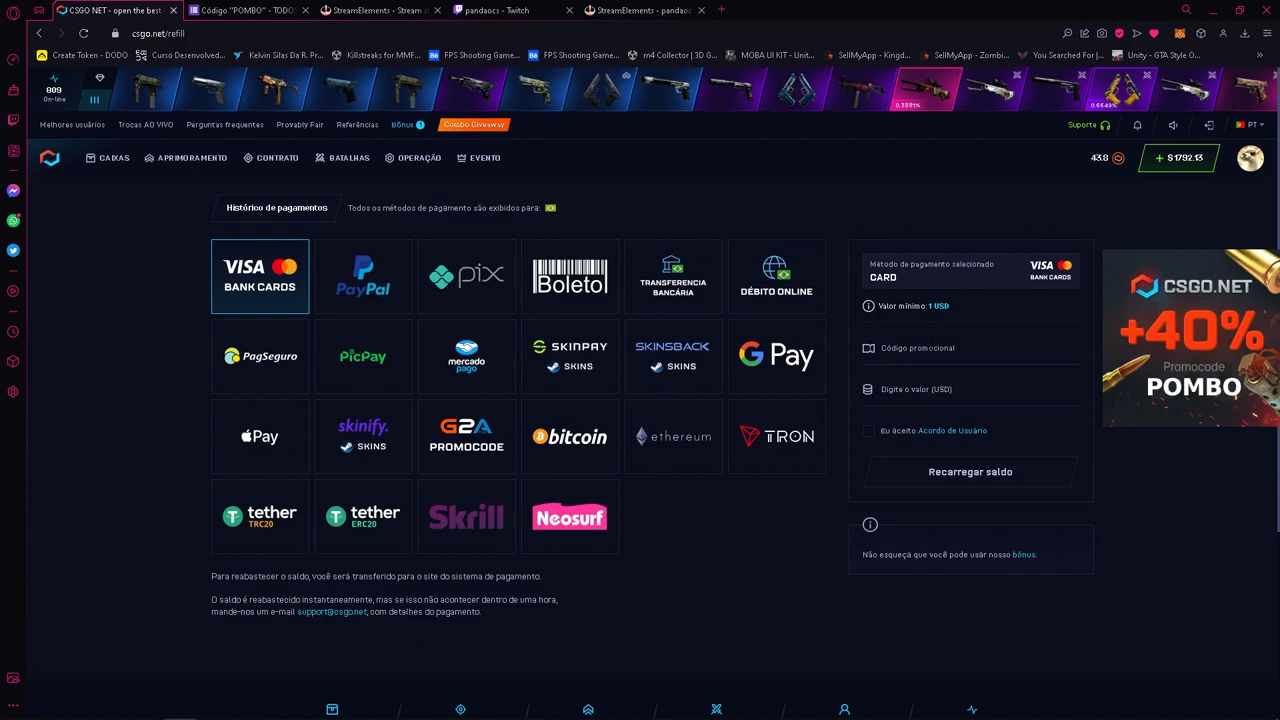 CSGO.NET - open the best
Código "POMBO" - TODOS
StreamElements - Stream s
pandaocs - Twitch
StreamElements - pandaoc
csgo.net/refill
Create Token - DODO
Curso Desenvolved...
Kelvin Silas Da R. Pr...
Killstreaks for MMF...
FPS Shooting Game...
FPS Shooting Game...
m4 Collector | 3D G...
MOBA UI KIT - Unit...
SellMyApp - Kingd...
SellMyApp - Zombi...
You Searched For |...
Unity - GTA Style O...
809
On-line
0.3881%
0.6649%
Melhores usuários
Trocas AO VIVO
Perguntas frequentes
Provably Fair
Referências
Bônus
Combo Giveaway
Suporte
PT
CAIXAS
APRIMORAMENTO
CONTRATO
BATALHAS
OPERAÇÃO
EVENTO
43.8
+ $ 1792.13
Histórico de pagamentos
Todos os métodos de pagamento são exibidos para:
VISA
BANK CARDS
PayPal
pix
Boleto
TRANSFERENCIA
BANCÁRIA
DÉBITO ONLINE
PagSeguro
PicPay
mercado
pago
SKINPAY
SKINS
SKINSBACK
SKINS
G Pay
Pay
skinify.
SKINS
G2A
PROMOCODE
bitcoin
ethereum
TRON
tether
TRC20
tether
ERC20
Skrill
Neosurf
Para reabastecer o saldo, você será transferido para o site do sistema de pagamento.
O saldo é reabastecido instantaneamente, mas se isso não acontecer dentro de uma hora,
mande-nos um e-mail support@csgo.net, com detalhes do pagamento.
Método de pagamento selecionado
CARD
VISA
BANK CARDS
Valor mínimo: 1 USD
Código promocional
Digite o valor (USD)
Eu aceito Acordo de Usuário
Recarregar saldo
Não esqueça que você pode usar nosso bônus.
CSGO.NET
+40%
Promocode
POMBO